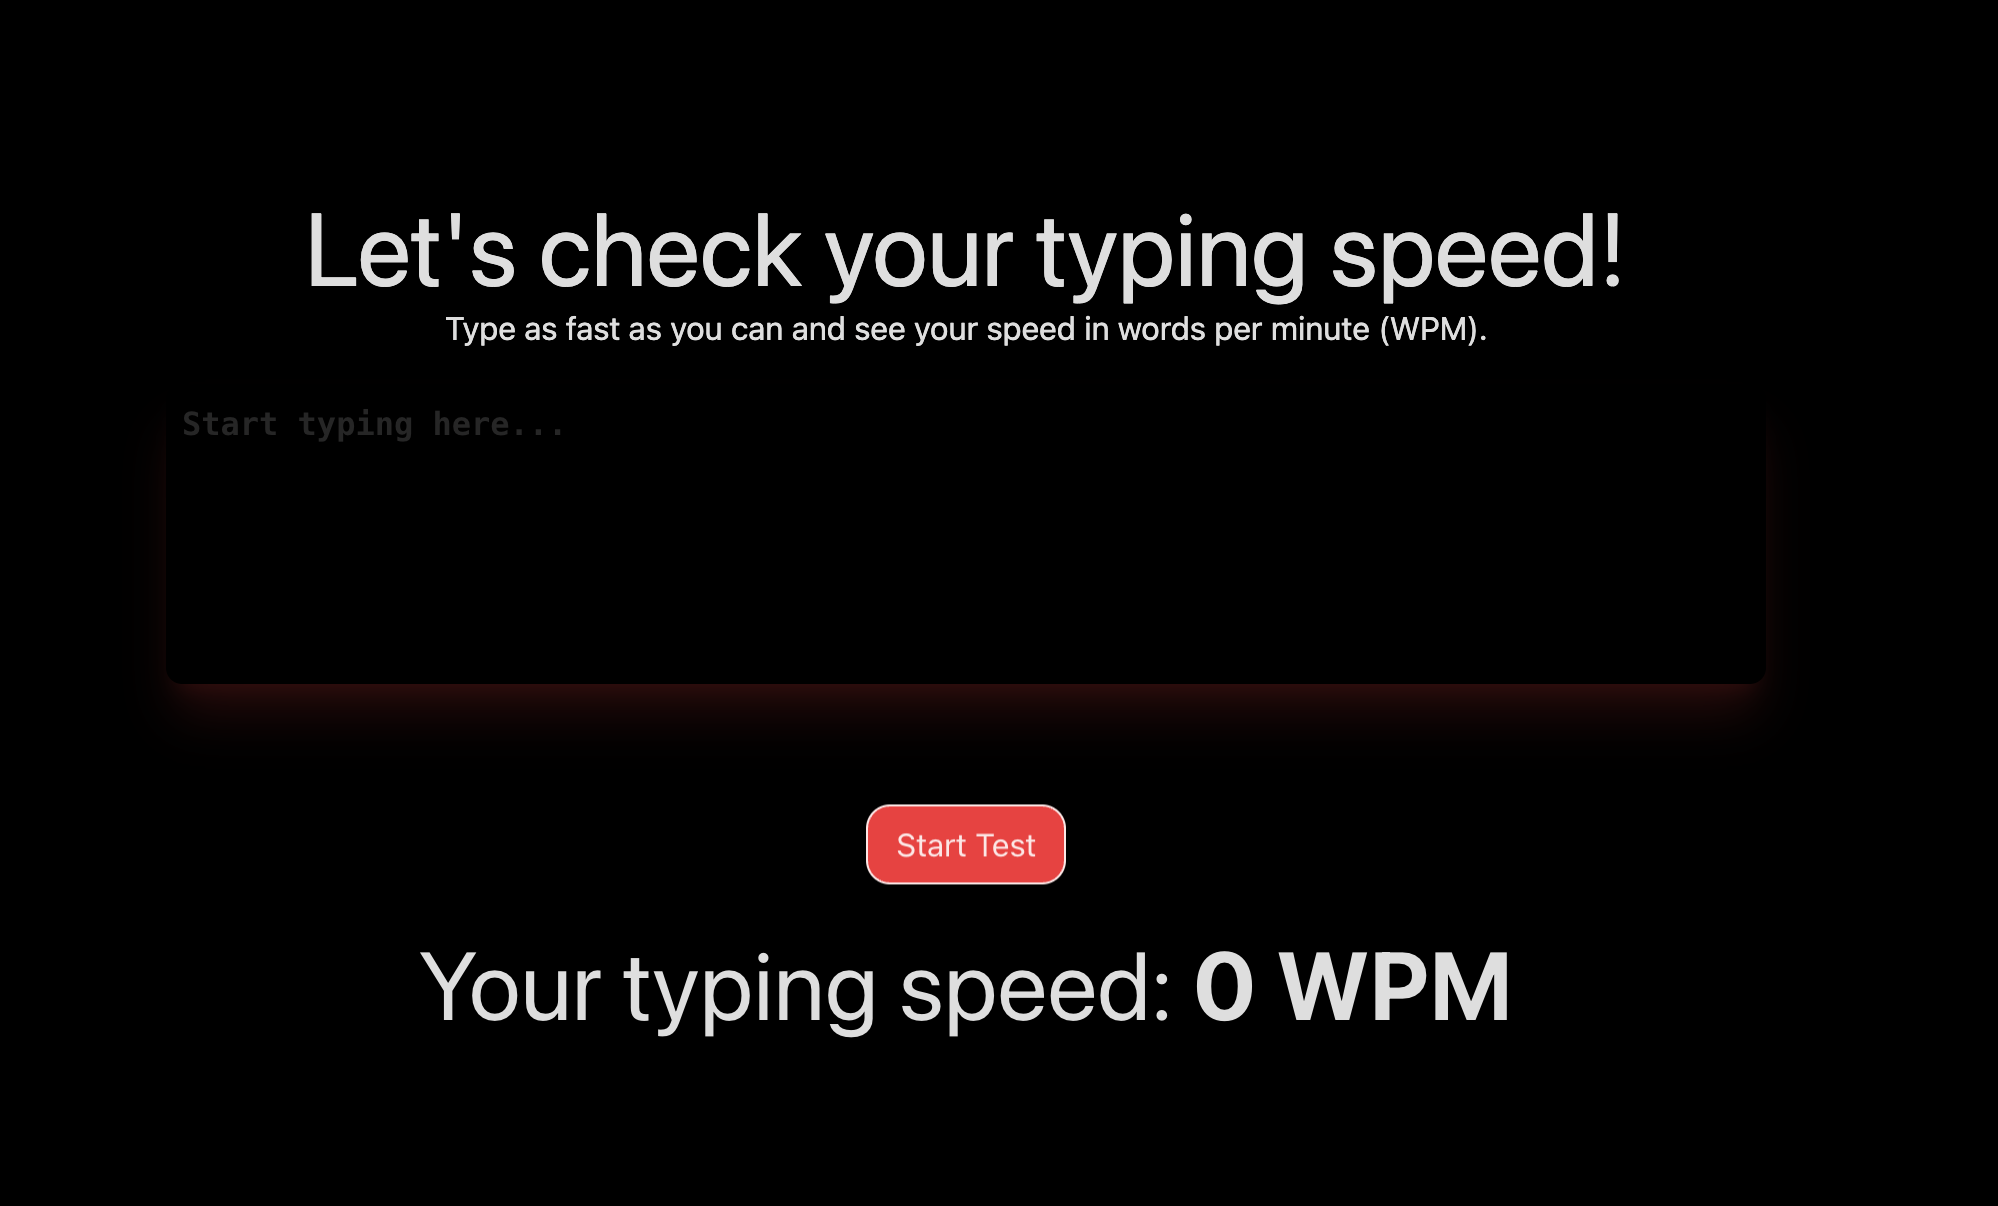 Let's check your typing speed!
Type as fast as you can and see your speed in words per minute (WPM).
Start typing here...
Start Test
Your typing speed: 0 WPM